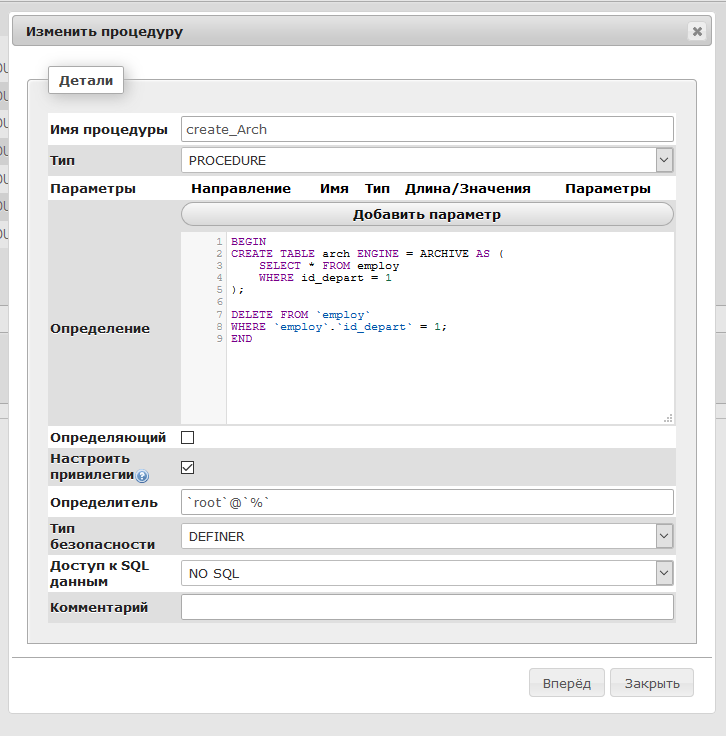 Изменить процедуру
Детали
Имя процедуры create_Arch
Тип PROCEDURE
Параметры Направление Имя Тип Длина/Значения Параметры
Добавить параметр
Определение
1 BEGIN
2 CREATE TABLE arch ENGINE = ARCHIVE AS (
3 SELECT * FROM employ
4 WHERE id_depart = 1
5 );
6
7 DELETE FROM `employ`
8 WHERE `employ`.`id_depart` = 1;
9 END
Определяющий
Настроить
привилегии
Определитель `root`@`%`
Тип
безопасности DEFINER
Доступ к SQL
данным NO SQL
Комментарий
Вперёд Закрыть